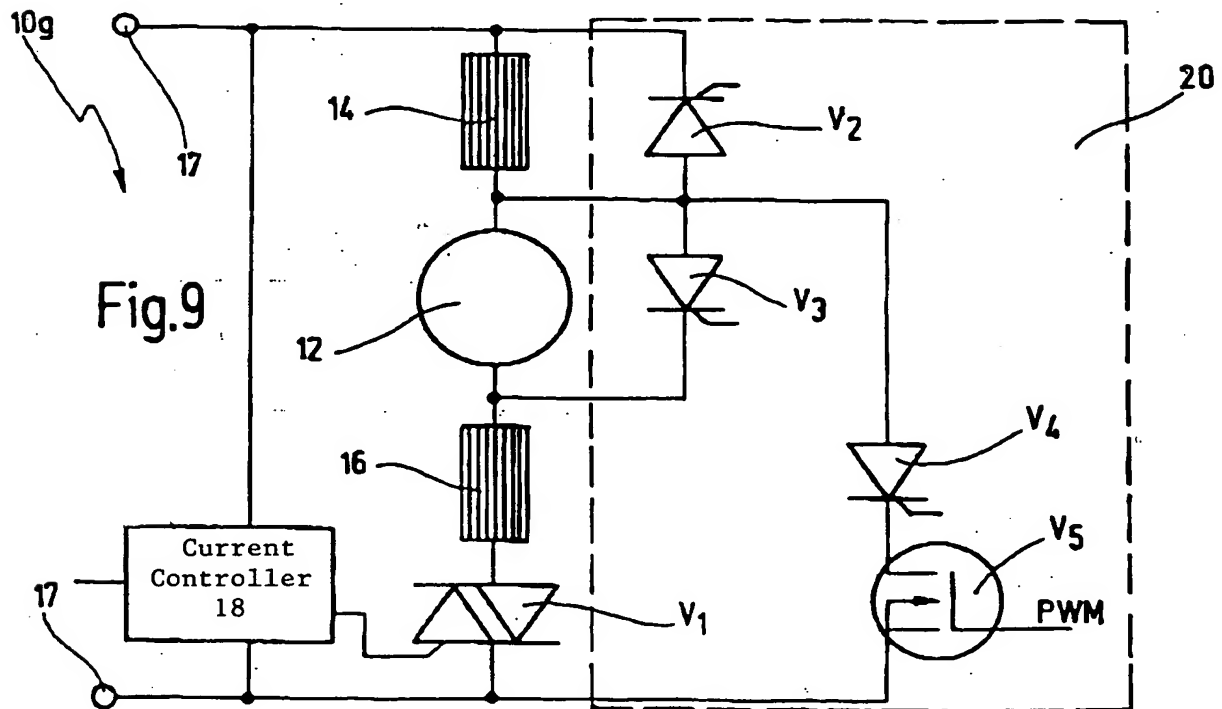 10g
17
14
V2
20
Fig.9
12
V3
16
V4
Current
Controller
18
17
V1
V5
PWM